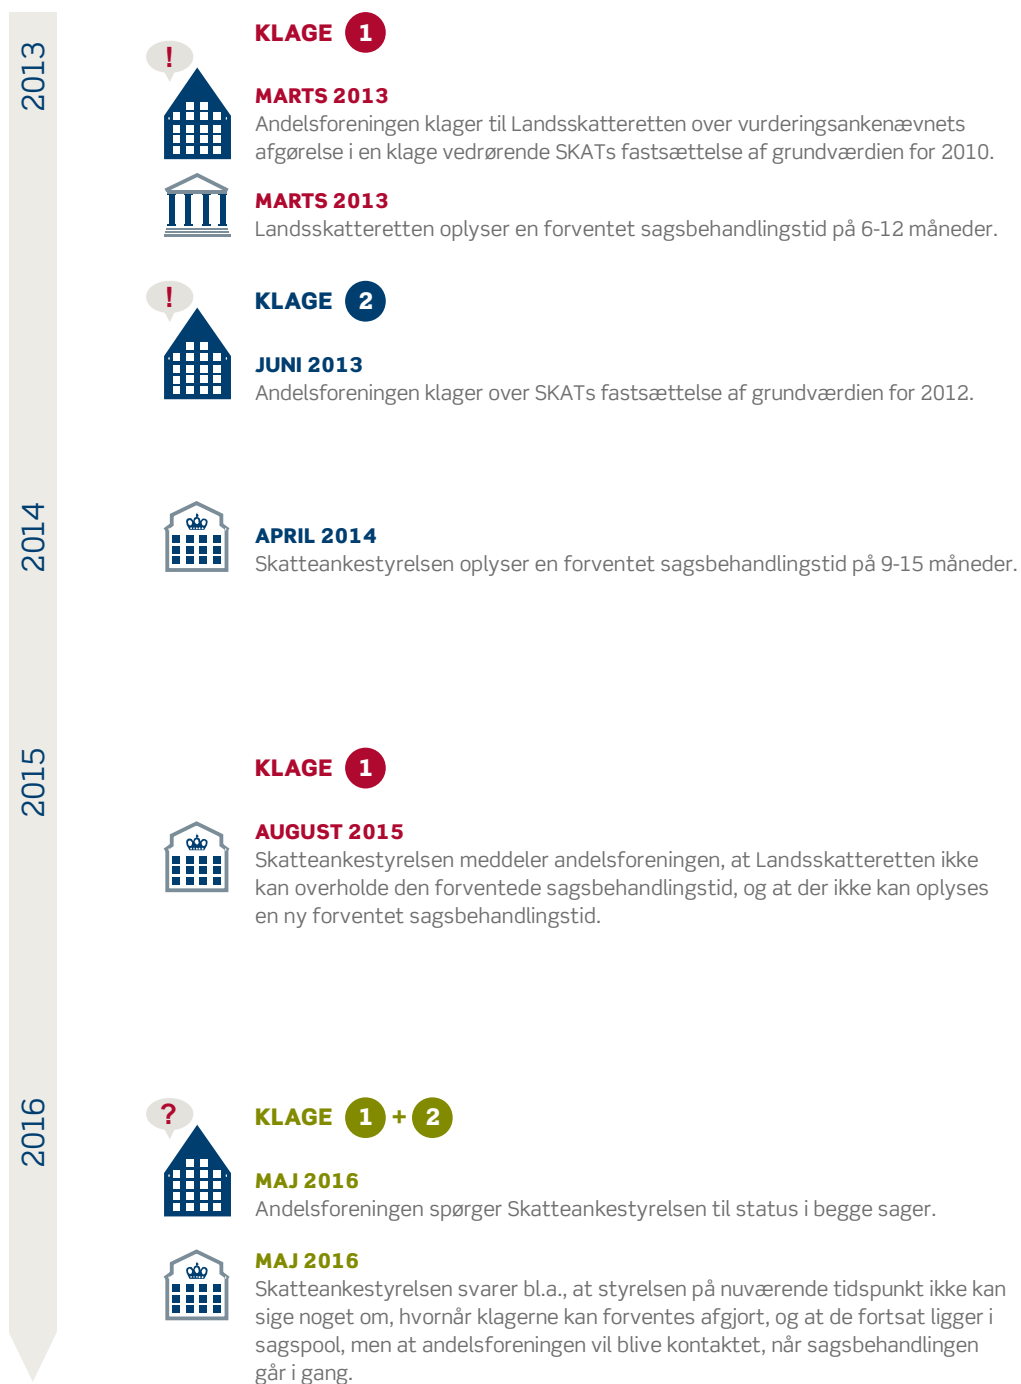 2013
KLAGE 1
!
MARTS 2013
Andelsforeningen klager til Landsskatteretten over vurderingsankenævnets
afgørelse i en klage vedrørende SKATs fastsættelse af grundværdien for 2010.
MARTS 2013
Landsskatteretten oplyser en forventet sagsbehandlingstid på 6-12 måneder.
!
KLAGE 2
JUNI 2013
Andelsforeningen klager over SKATs fastsættelse af grundværdien for 2012.
2014
APRIL 2014
Skatteankestyrelsen oplyser en forventet sagsbehandlingstid på 9-15 måneder.
2015
KLAGE 1
AUGUST 2015
Skatteankestyrelsen meddeler andelsforeningen, at Landsskatteretten ikke
kan overholde den forventede sagsbehandlingstid, og at der ikke kan oplyses
en ny forventet sagsbehandlingstid.
2016
?
KLAGE 1 + 2
MAJ 2016
Andelsforeningen spørger Skatteankestyrelsen til status i begge sager.
MAJ 2016
Skatteankestyrelsen svarer bl.a., at styrelsen på nuværende tidspunkt ikke kan
sige noget om, hvornår klagerne kan forventes afgjort, og at de fortsat ligger i
sagspool, men at andelsforeningen vil blive kontaktet, når sagsbehandlingen
går i gang.